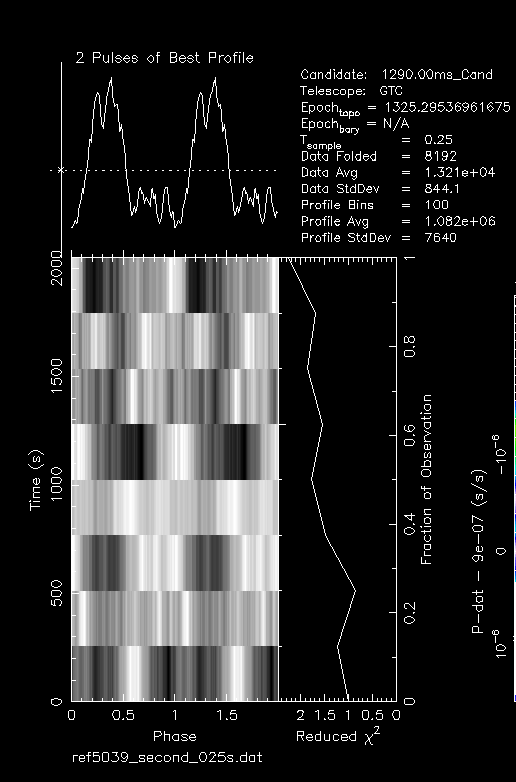 2 Pulses of Best Profile
Candidate: 1290.00ms_Cand
Telescope: GTC
Epoch_topo = 1325.29536961675
Epoch_bary = N/A
T_sample = 0.25
Data Folded = 8192
Data Avg = 1.321e+04
Data StdDev = 844.1
Profile Bins = 100
Profile Avg = 1.082e+06
Profile StdDev = 7640
2000
1500
1000
500
0
Time (s)
0 0.5 1 1.5
Phase
1
0.8
0.6
0.4
0.2
0
Fraction of Observation
2 1.5 1 0.5 0
Reduced χ²
−10⁻⁶
0
10⁻⁶
P-dot − 9e-07 (s/s)
ref5039_second_025s.dat